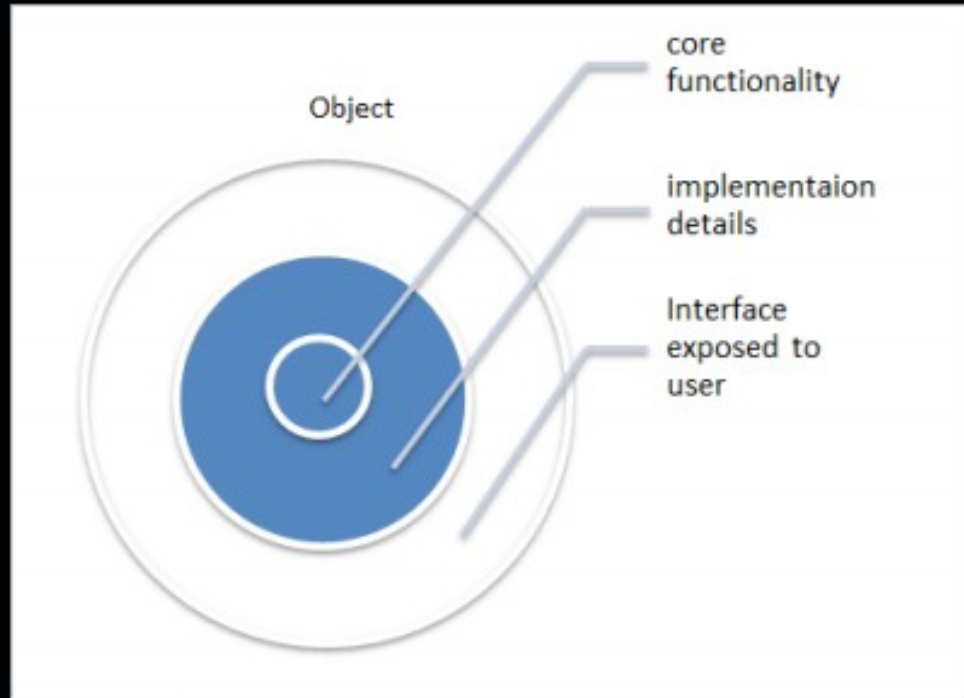 Object
core
functionality
implementaion
details
Interface
exposed to
user